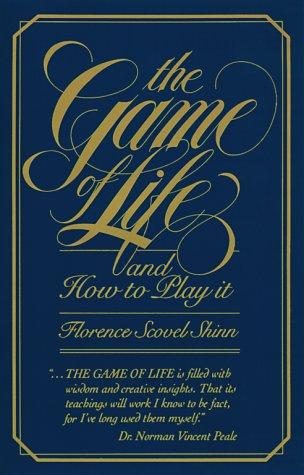 the
Game
of Life
and
How to Play it
Florence Scovel Shinn
"...THE GAME OF LIFE is filled with
wisdom and creative insights. That its
teachings will work I know to be fact,
for I've long used them myself."
Dr. Norman Vincent Peale